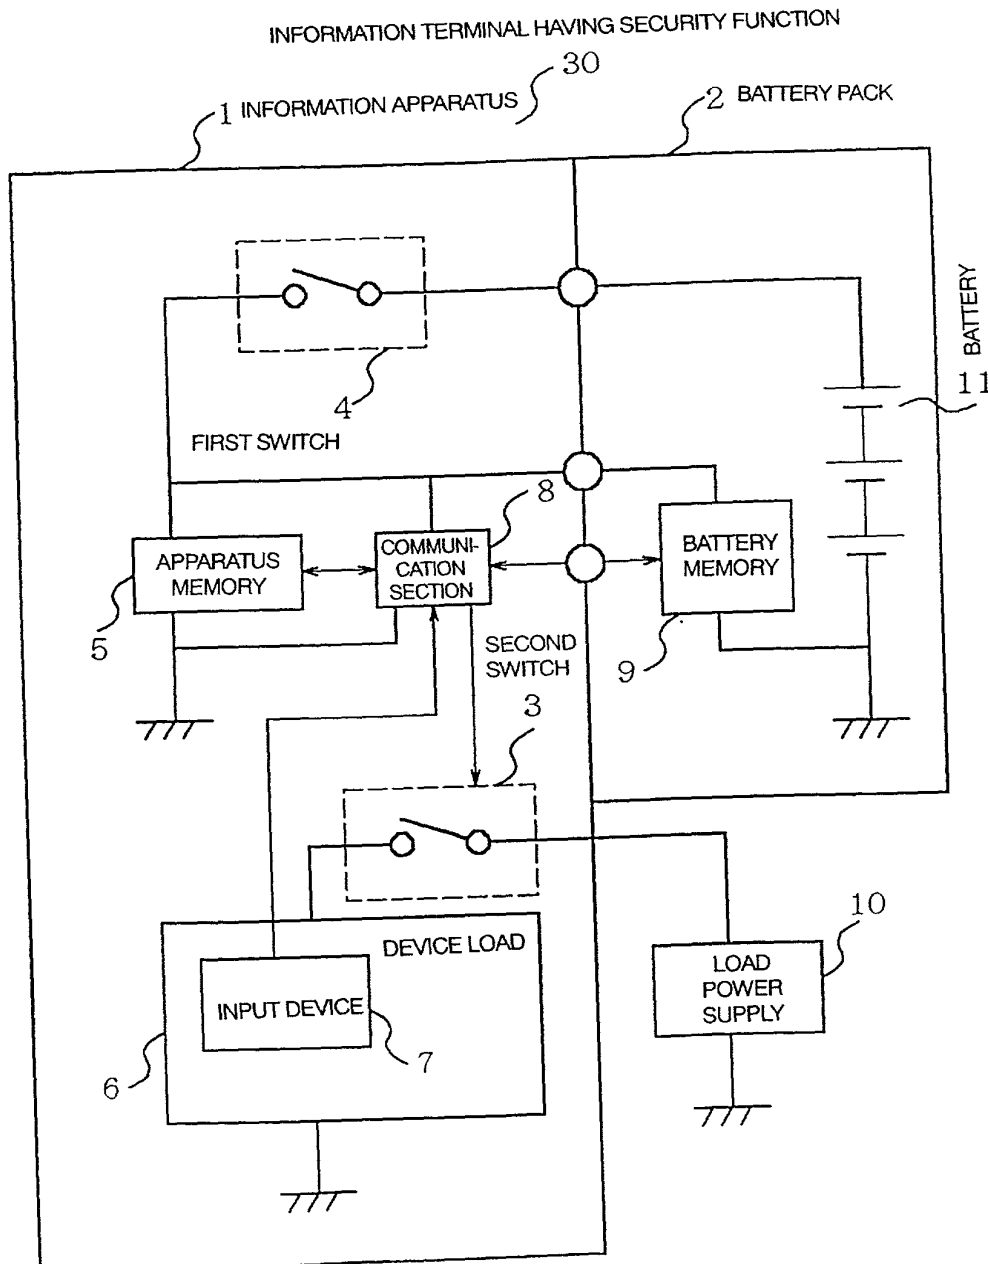 INFORMATION TERMINAL HAVING SECURITY FUNCTION
30
1 INFORMATION APPARATUS
2 BATTERY PACK
BATTERY
11
4
FIRST SWITCH
8
APPARATUS
MEMORY
COMMUNI-
CATION
SECTION
BATTERY
MEMORY
5
SECOND
SWITCH
9
3
10
DEVICE LOAD
LOAD
POWER
SUPPLY
INPUT DEVICE
6
7